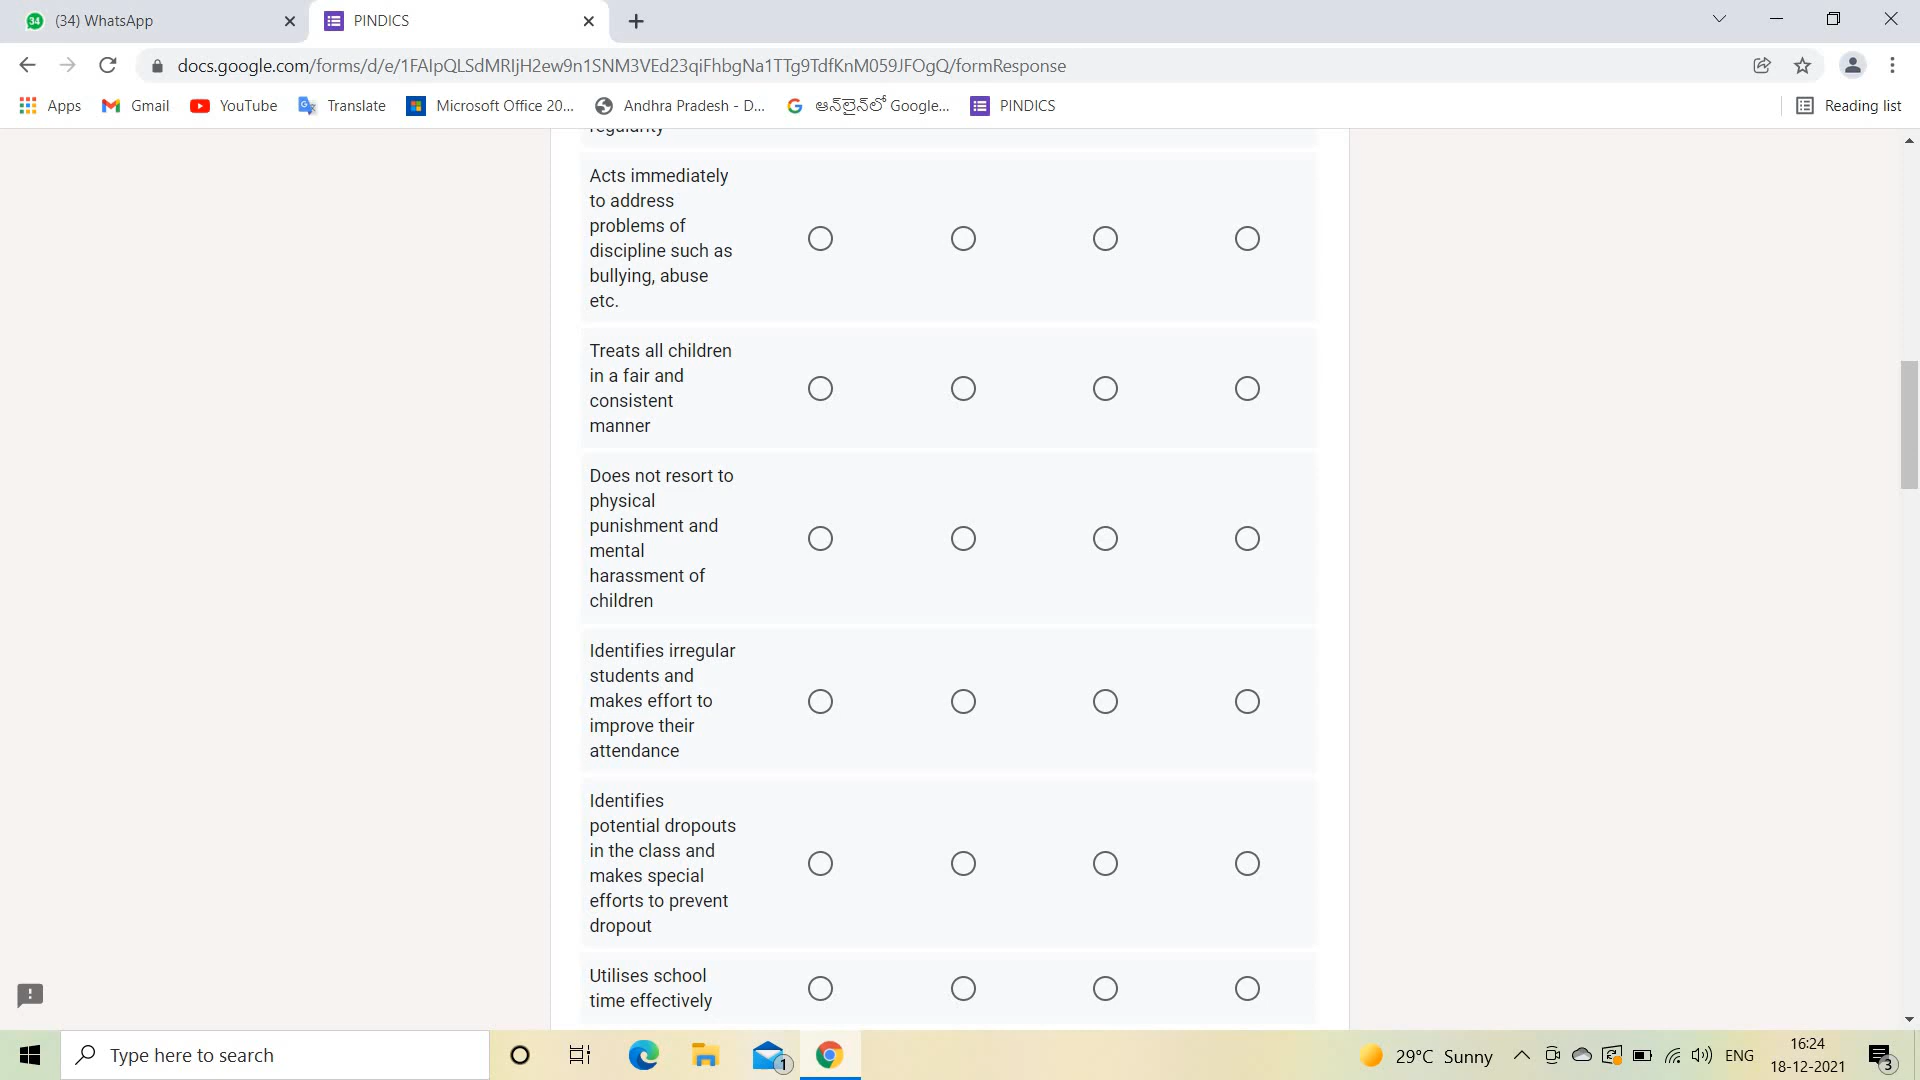 34 (34) WhatsApp
PINDICS
docs.google.com/forms/d/e/1FAIpQLSdMRIjH2ew9n1SNM3VEd23qiFhbgNa1TTg9TdfKnM059JFOgQ/formResponse
Apps Gmail YouTube Translate Microsoft Office 20... Andhra Pradesh - D... ఆన్‌లైన్‌లో Google... PINDICS Reading list
regularity
Acts immediately
to address
problems of
discipline such as
bullying, abuse
etc.
Treats all children
in a fair and
consistent
manner
Does not resort to
physical
punishment and
mental
harassment of
children
Identifies irregular
students and
makes effort to
improve their
attendance
Identifies
potential dropouts
in the class and
makes special
efforts to prevent
dropout
Utilises school
time effectively
Type here to search
1
29°C Sunny
ENG
16:24
18-12-2021
3